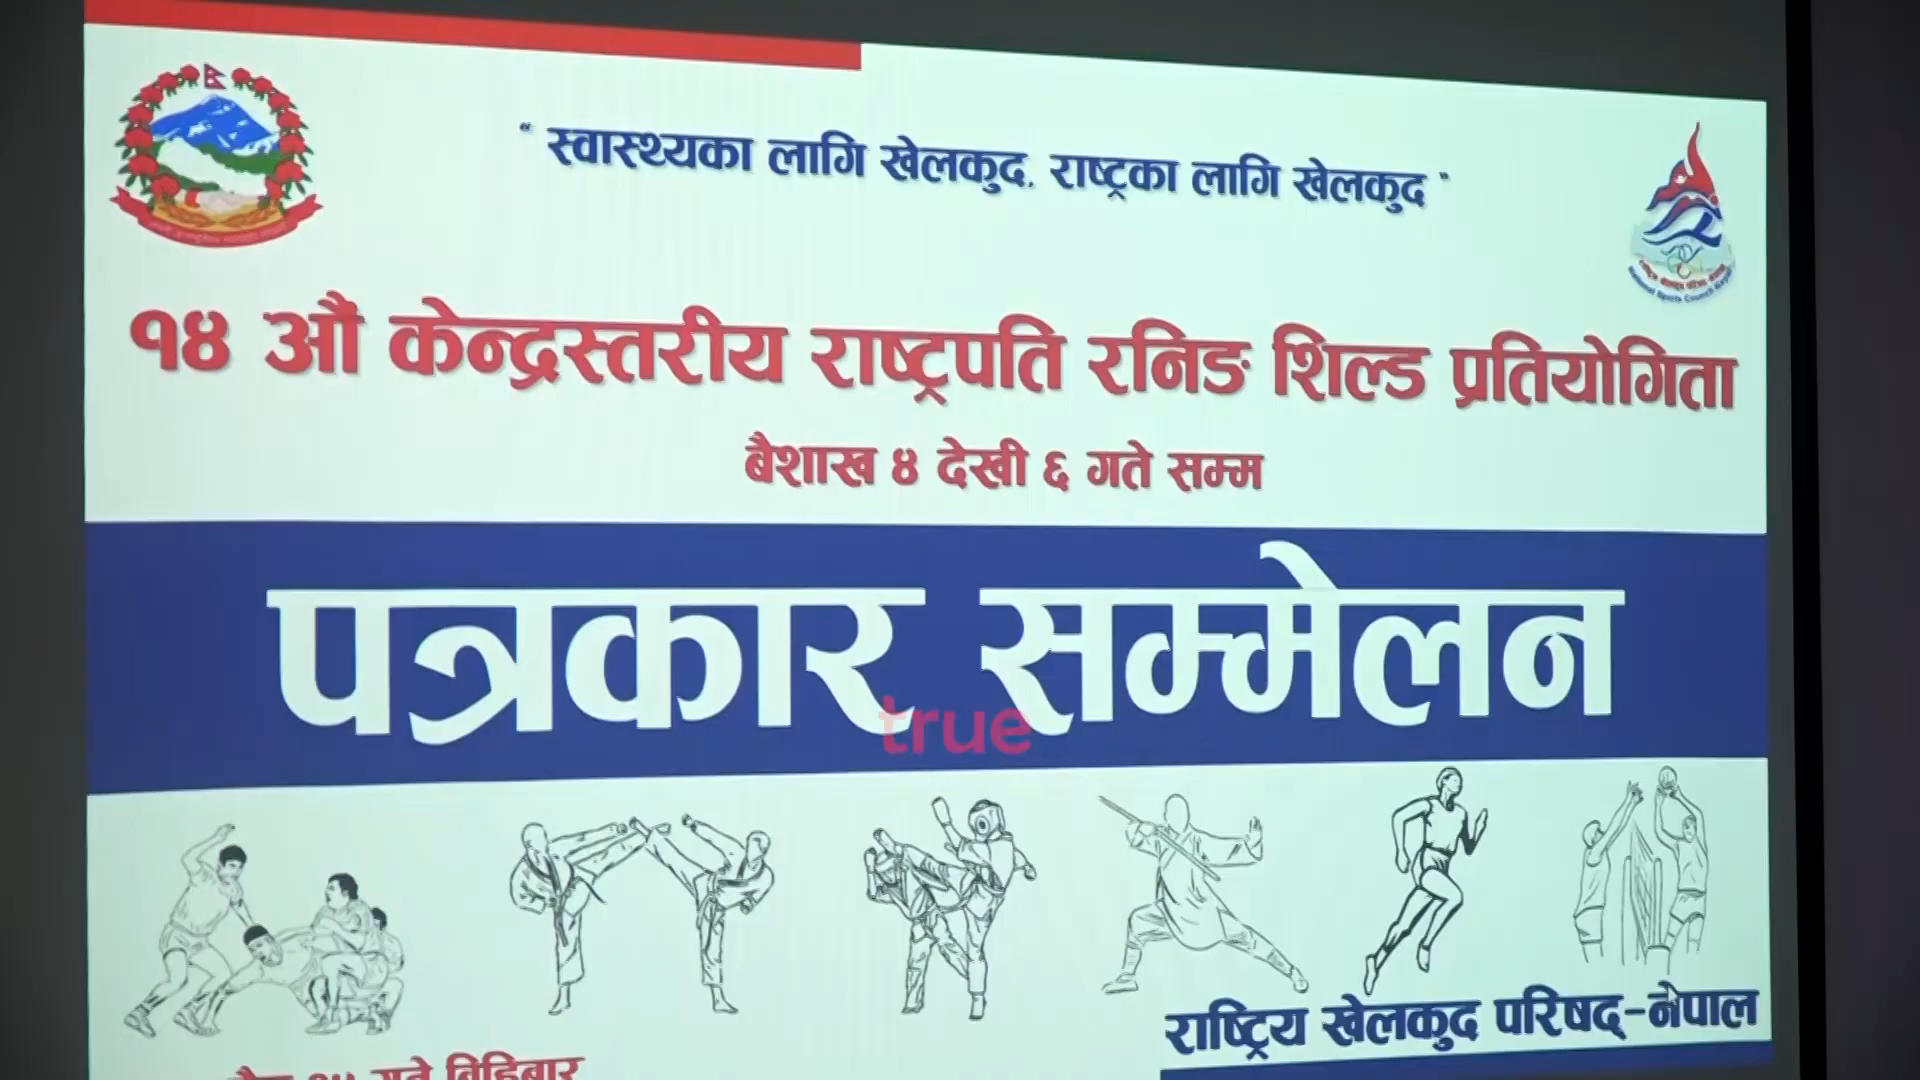 “ स्वास्थ्यका लागि खेलकुद, राष्ट्रका लागि खेलकुद ”
१४ औं केन्द्रस्तरीय राष्ट्रपति रनिङ शिल्ड प्रतियोगिता
बैशाख ४ देखी ६ गते सम्म
पत्रकार सम्मेलन
true
राष्ट्रिय खेलकुद परिषद्-नेपाल
गते बिहिबार